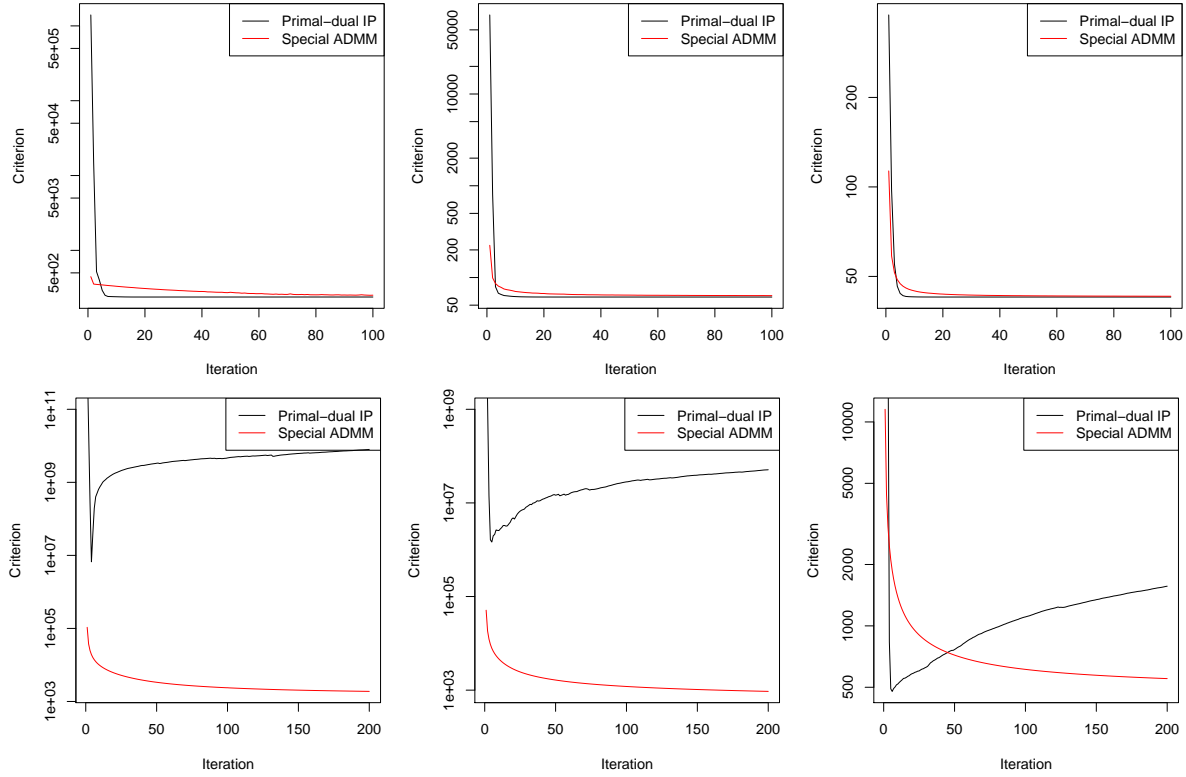 Primal−dual IP
Special ADMM
Criterion
5e+02 5e+03 5e+04 5e+05
0 20 40 60 80 100
Iteration
Primal−dual IP
Special ADMM
Criterion
50 200 500 2000 10000 50000
0 20 40 60 80 100
Iteration
Primal−dual IP
Special ADMM
Criterion
50 100 200
0 20 40 60 80 100
Iteration
Primal−dual IP
Special ADMM
Criterion
1e+03 1e+05 1e+07 1e+09 1e+11
0 50 100 150 200
Iteration
Primal−dual IP
Special ADMM
Criterion
1e+03 1e+05 1e+07 1e+09
0 50 100 150 200
Iteration
Primal−dual IP
Special ADMM
Criterion
500 1000 2000 5000 10000
0 50 100 150 200
Iteration